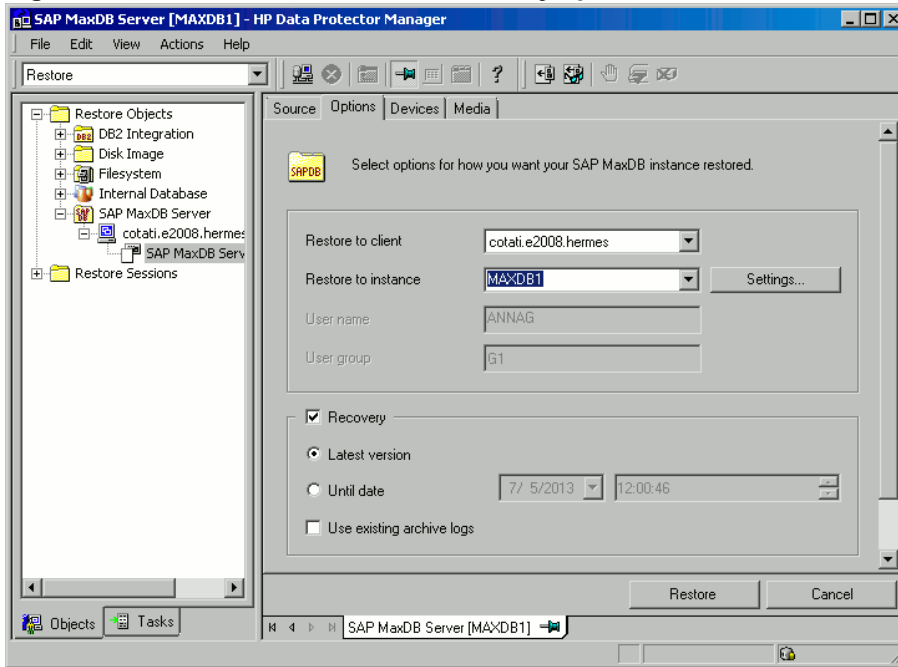 SAP MaxDB Server [MAXDB1] - HP Data Protector Manager
File Edit View Actions Help
Restore
Restore Objects
DB2 Integration
Disk Image
Filesystem
Internal Database
SAP MaxDB Server
cotati.e2008.hermes
SAP MaxDB Serv
Restore Sessions
Objects Tasks
Source Options Devices Media
SAPDB
Select options for how you want your SAP MaxDB instance restored.
Restore to client cotati.e2008.hermes
Restore to instance MAXDB1 Settings...
User name ANNAG
User group G1
Recovery
Latest version
Until date 7/ 5/2013 12:00:46
Use existing archive logs
Restore Cancel
SAP MaxDB Server [MAXDB1]